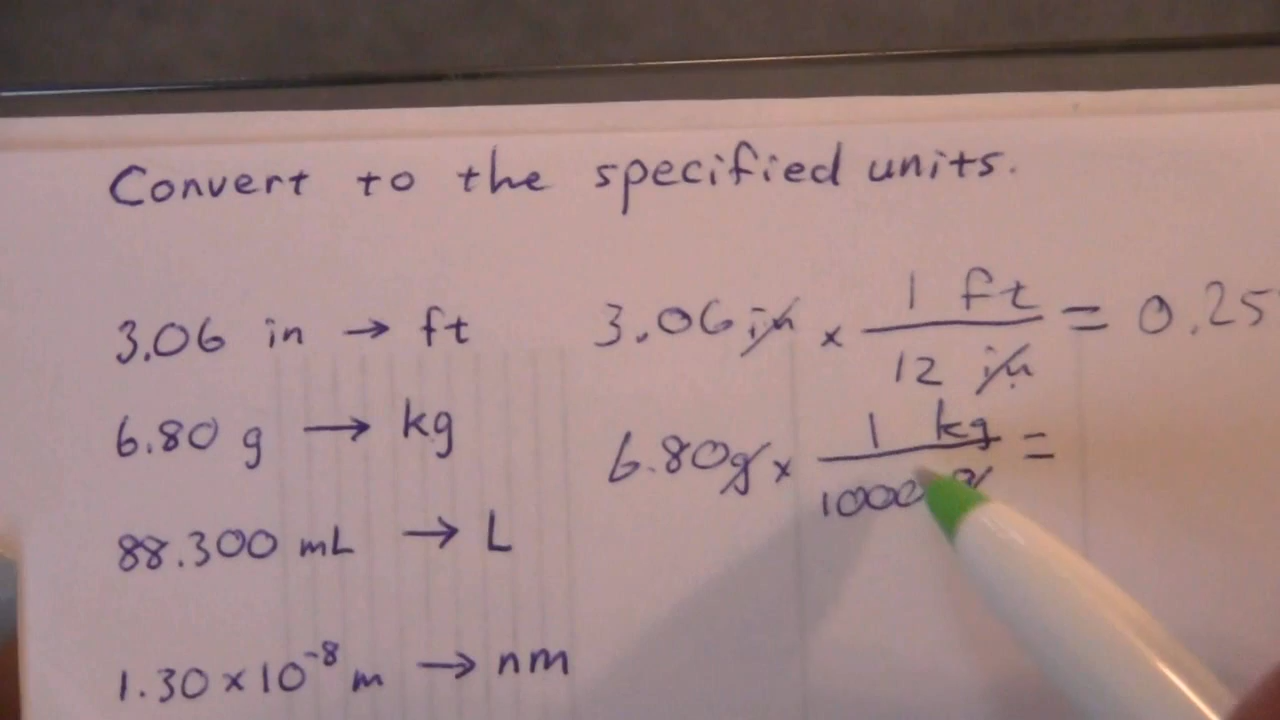 Convert to the specified units.
3.06 in → ft 3.06 in × 1 ft / 12 in = 0.25
6.80 g → kg 6.80 g × 1 kg / 1000 g =
88.300 mL → L
1.30 × 10⁻⁸ m → nm